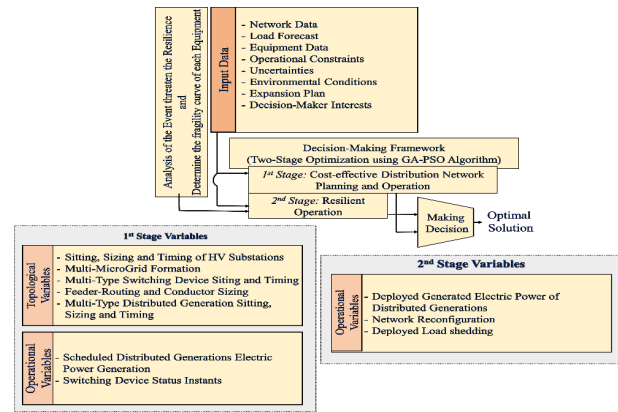 Analysis of the Event threaten the Resilience
and
Determine the fragility curve of each Equipment
Input Data
- Network Data
- Load Forecast
- Equipment Data
- Operational Constraints
- Uncertainties
- Environmental Conditions
- Expansion Plan
- Decision-Maker Interests
Decision-Making Framework
(Two-Stage Optimization using GA-PSO Algorithm)
1st Stage: Cost-effective Distribution Network
Planning and Operation
2nd Stage: Resilient
Operation
Making
Decision
Optimal
Solution
1st Stage Variables
Topological
Variables
- Sitting, Sizing and Timing of HV Substations
- Multi-MicroGrid Formation
- Multi-Type Switching Device Siting and Timing
- Feeder-Routing and Conductor Sizing
- Multi-Type Distributed Generation Sitting,
Sizing and Timing
Operational
Variables
- Scheduled Distributed Generations Electric
Power Generation
- Switching Device Status Instants
2nd Stage Variables
Operational
Variables
- Deployed Generated Electric Power of
Distributed Generations
- Network Reconfiguration
- Deployed Load shedding